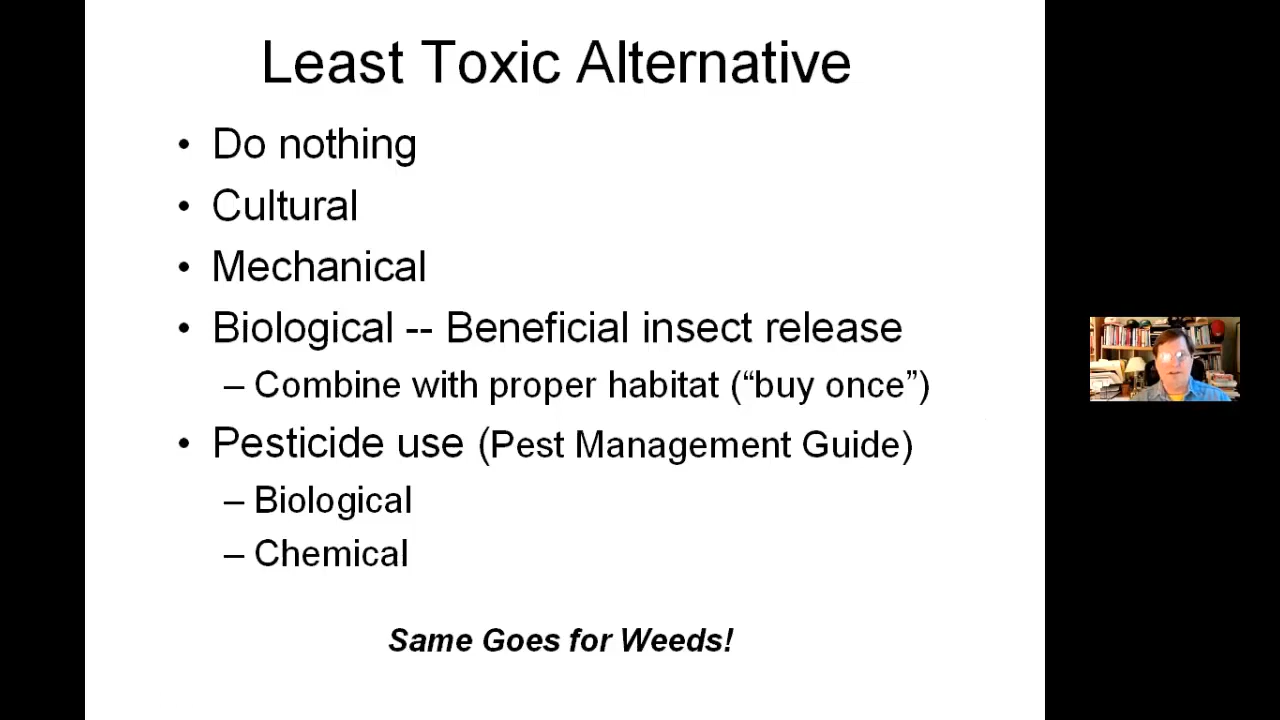 Least Toxic Alternative
• Do nothing
• Cultural
• Mechanical
• Biological -- Beneficial insect release
– Combine with proper habitat (“buy once”)
• Pesticide use (Pest Management Guide)
– Biological
– Chemical
Same Goes for Weeds!